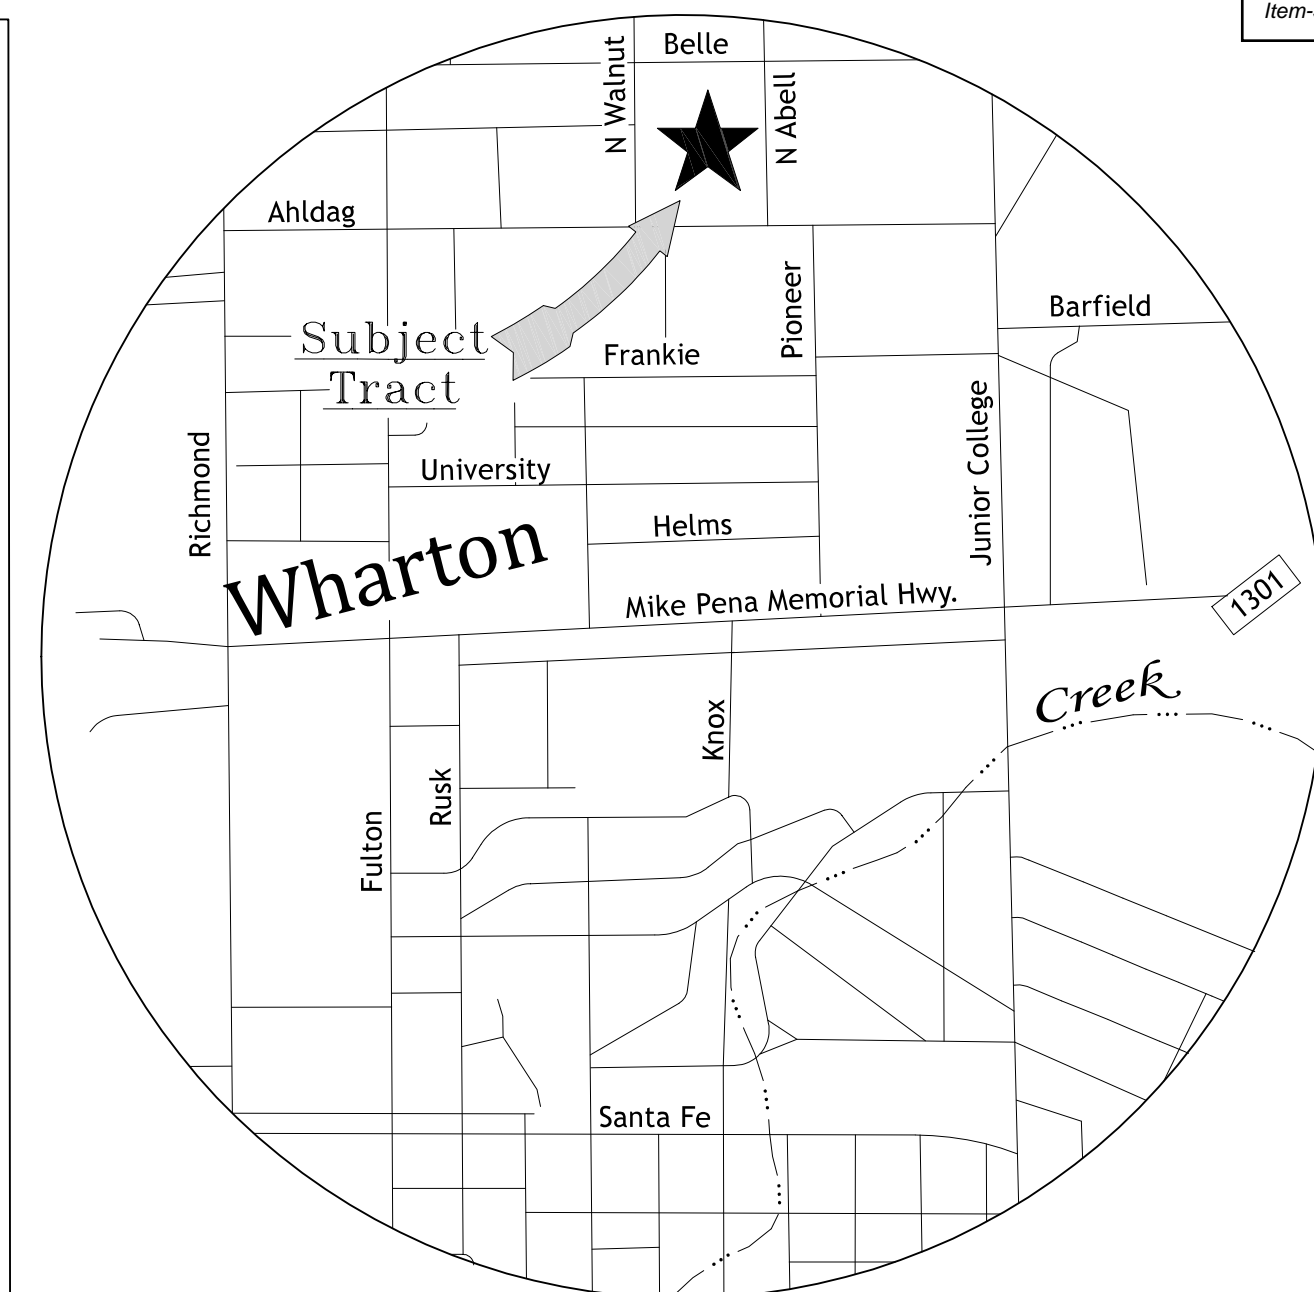 Item-
Belle
N Walnut
N Abell
Ahldag
Pioneer
Barfield
Subject
Tract
Frankie
Richmond
Junior College
University
Helms
Wharton
Mike Pena Memorial Hwy.
1301
Creek
Knox
Rusk
Fulton
Santa Fe